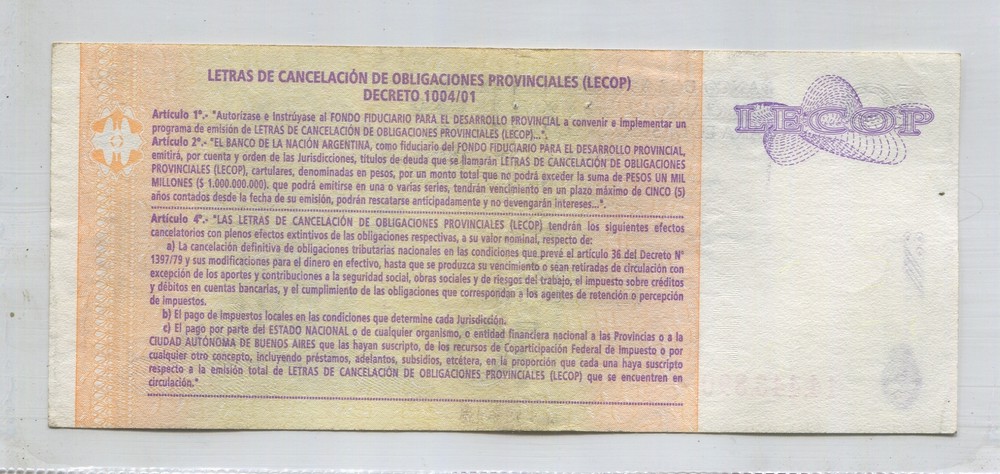 LETRAS DE CANCELACIÓN DE OBLIGACIONES PROVINCIALES (LECOP)
DECRETO 1004/01
LECOP
Artículo 1º.- "Autorízase e Instrúyase al FONDO FIDUCIARIO PARA EL DESARROLLO PROVINCIAL a convenir e implementar un
programa de emisión de LETRAS DE CANCELACIÓN DE OBLIGACIONES PROVINCIALES (LECOP)...".
Artículo 2º.- "EL BANCO DE LA NACIÓN ARGENTINA, como fiduciario del FONDO FIDUCIARIO PARA EL DESARROLLO PROVINCIAL,
emitirá, por cuenta y orden de las Jurisdicciones, títulos de deuda que se llamarán LETRAS DE CANCELACIÓN DE OBLIGACIONES
PROVINCIALES (LECOP), cartulares, denominadas en pesos, por un monto total que no podrá exceder la suma de PESOS UN MIL
MILLONES ($ 1.000.000.000). que podrá emitirse en una o varias series, tendrán vencimiento en un plazo máximo de CINCO (5)
años contados desde la fecha de su emisión, podrán rescatarse anticipadamente y no devengarán intereses...".
Artículo 4º.- "LAS LETRAS DE CANCELACIÓN DE OBLIGACIONES PROVINCIALES (LECOP) tendrán los siguientes efectos
cancelatorios con plenos efectos extintivos de las obligaciones respectivas, a su valor nominal, respecto de:
a) La cancelación definitiva de obligaciones tributarias nacionales en las condiciones que prevé el artículo 36 del Decreto Nº
1397/79 y sus modificaciones para el dinero en efectivo, hasta que se produzca su vencimiento o séan retiradas de circulación con
excepción de los aportes y contribuciones a la seguridad social, obras sociales y de riesgos del trabajo, el impuesto sobre créditos
y débitos en cuentas bancarias, y el cumplimiento de las obligaciones que correspondan a los agentes de retención o percepción
de impuestos.
b) El pago de impuestos locales en las condiciones que determine cada Jurisdicción.
c) El pago por parte del ESTADO NACIONAL o de cualquier organismo, o entidad financiera nacional a las Provincias o a la
CIUDAD AUTÓNOMA DE BUENOS AIRES que las hayan suscripto, de los recursos de Coparticipación Federal de Impuesto o por
cualquier otro concepto, incluyendo préstamos, adelantos, subsidios, etcétera, en la proporción que cada una haya suscripto
respecto a la emisión total de LETRAS DE CANCELACIÓN DE OBLIGACIONES PROVINCIALES (LECOP) que se encuentren en
circulación."